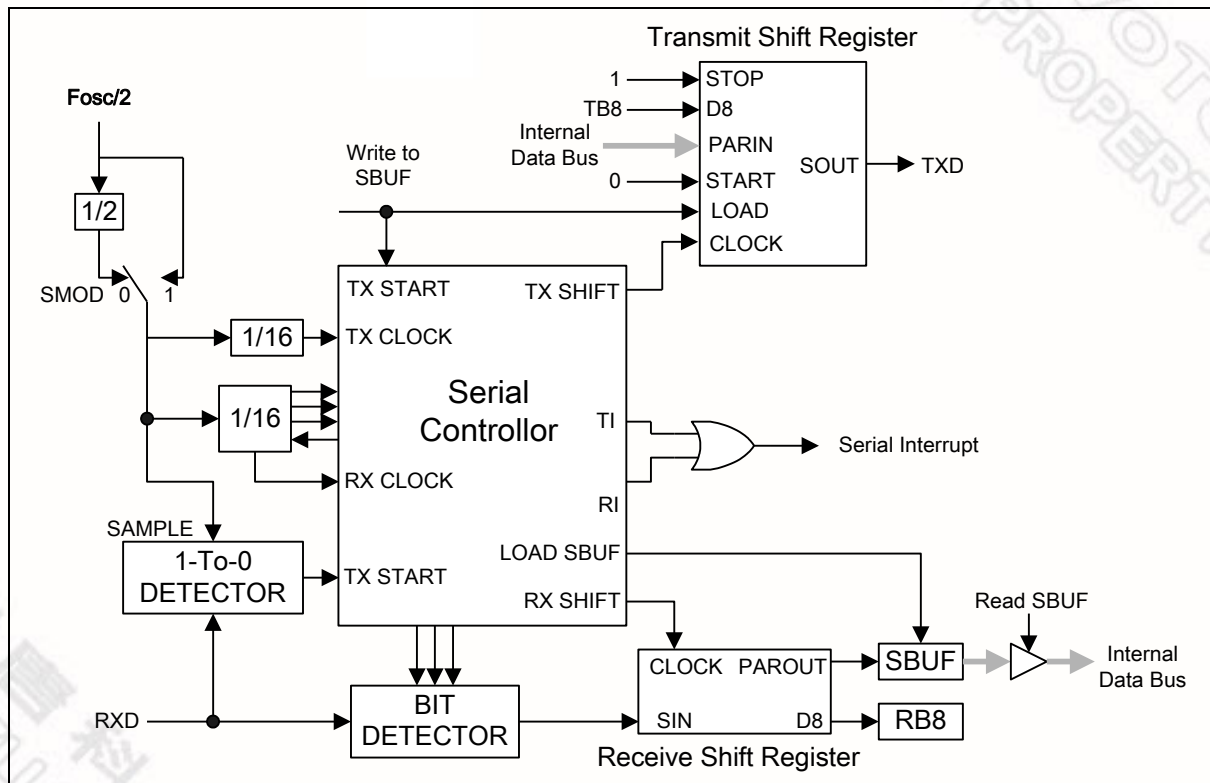 Transmit Shift Register
Fosc/2
1
STOP
TB8
D8
Internal
Data Bus
PARIN
SOUT
TXD
Write to
SBUF
0
START
LOAD
CLOCK
1/2
SMOD 0 1
TX START
TX SHIFT
1/16
TX CLOCK
1/16
Serial
Controllor
TI
Serial Interrupt
RX CLOCK
RI
SAMPLE
1-To-0
DETECTOR
TX START
LOAD SBUF
RX SHIFT
Read SBUF
CLOCK
PAROUT
SBUF
Internal
Data Bus
RXD
BIT
DETECTOR
SIN
D8
RB8
Receive Shift Register
PROPERT